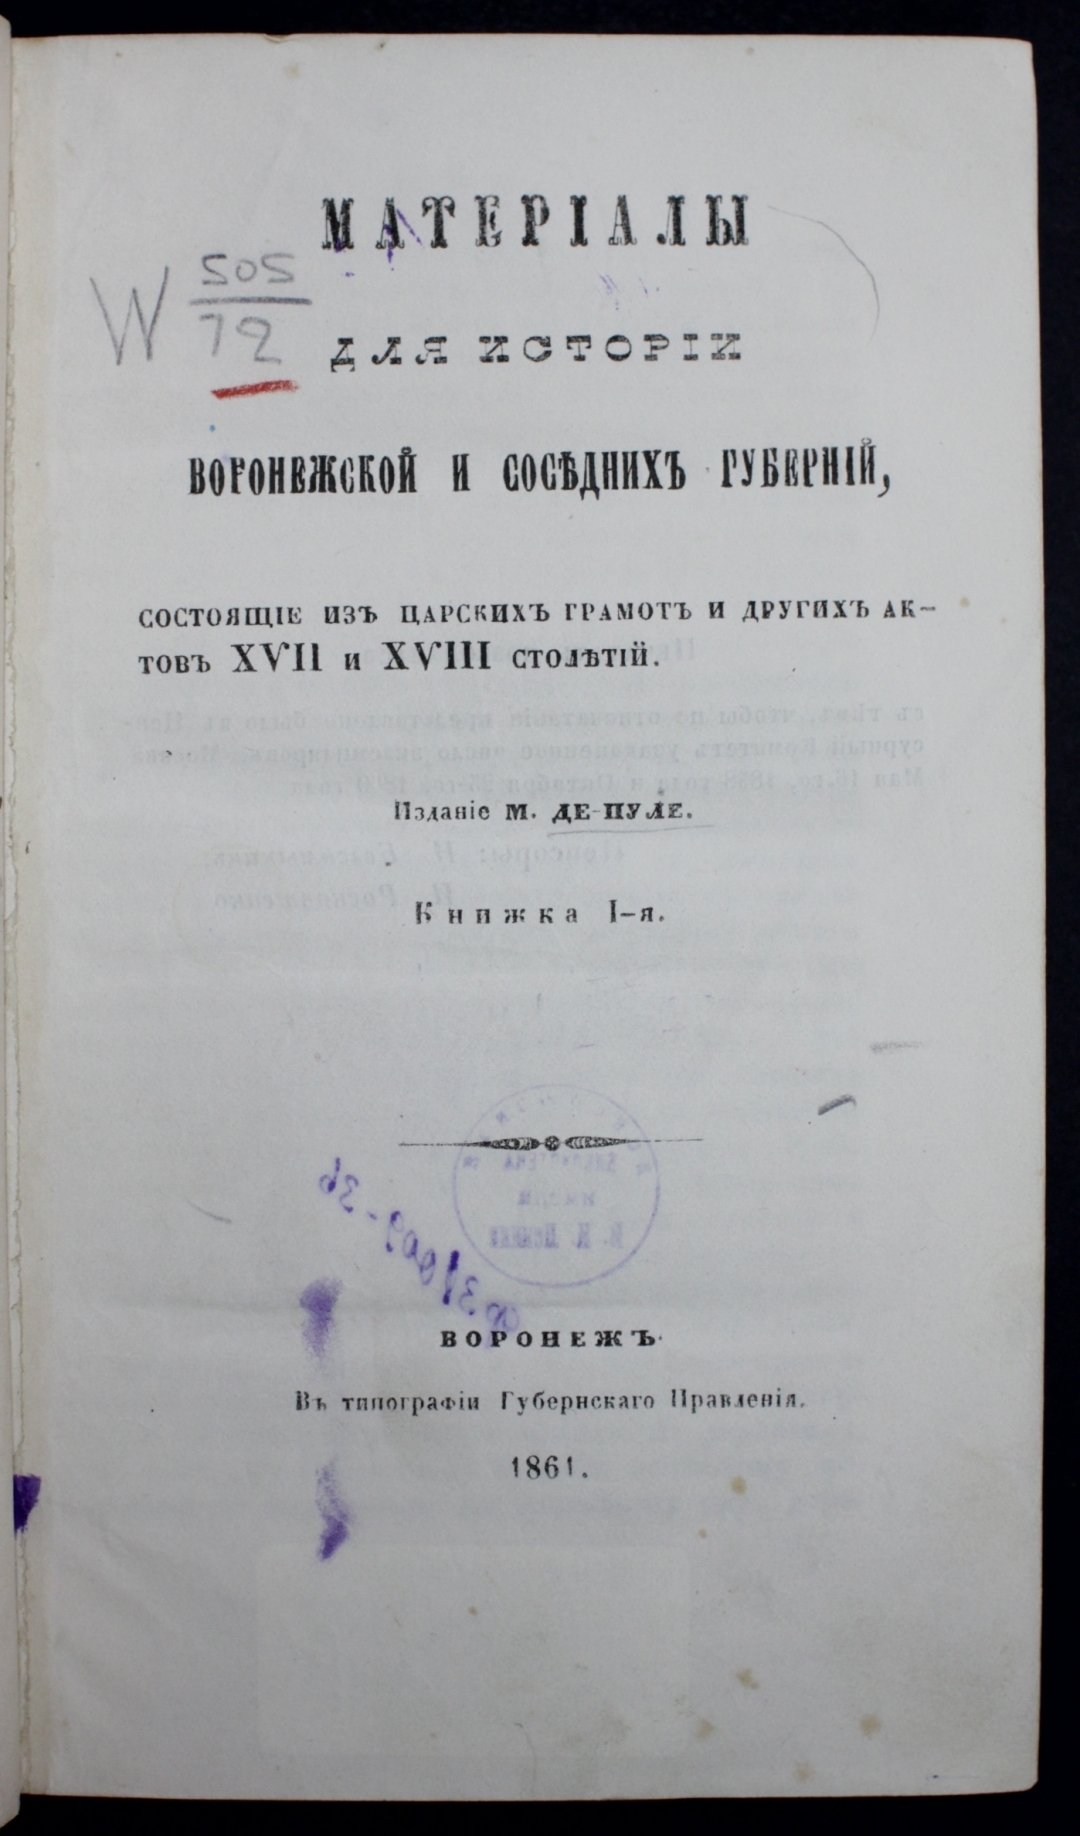 МАТЕРІАЛЫ
W 505
72
ДЛЯ ИСТОРІИ
ВОРОНЕЖСКОЙ И СОСѢДНИХЪ ГУБЕРНІЙ,
СОСТОЯЩІЕ ИЗЪ ЦАРСКИХЪ ГРАМОТЪ И ДРУГИХЪ АК-
ТОВЪ XVII И XVIII СТОЛѢТІЙ.
Изданіе М. ДЕ-ПУЛЕ.
Книжка I-я.
ВОРОНЕЖЪ
Въ типографіи Губернскаго Правленія.
1861.